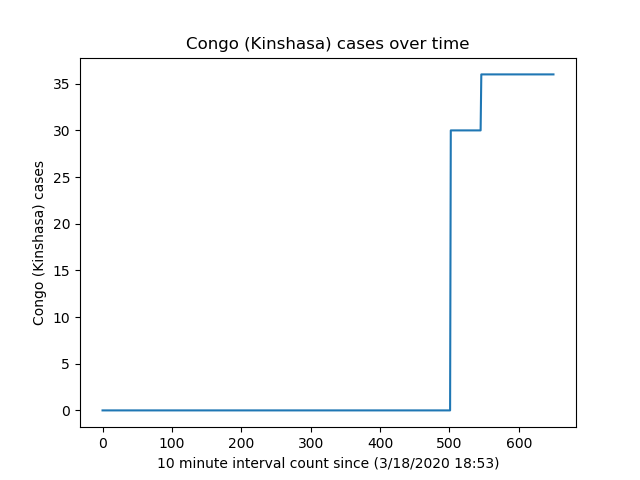 Congo (Kinshasa) cases over time
Congo (Kinshasa) cases
35
30
25
20
15
10
5
0
0 100 200 300 400 500 600
10 minute interval count since (3/18/2020 18:53)